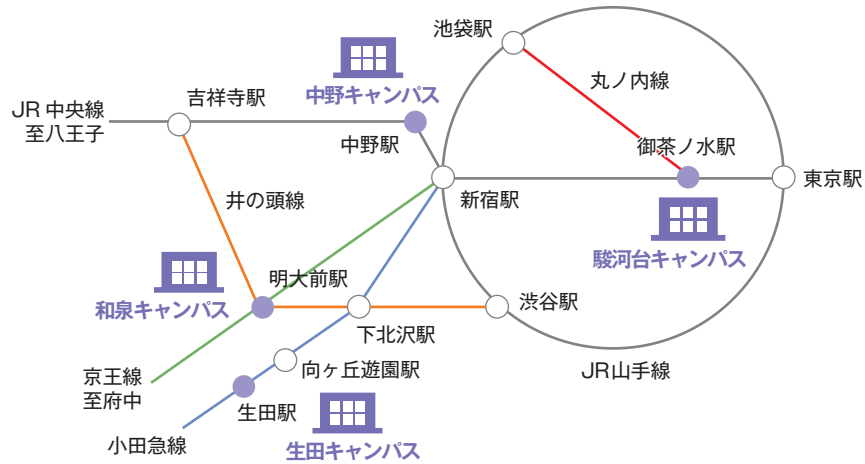 池袋駅
丸ノ内線
吉祥寺駅
中野キャンパス
JR中央線
至八王子
中野駅
御茶ノ水駅
東京駅
新宿駅
井の頭線
駿河台キャンパス
明大前駅
和泉キャンパス
渋谷駅
下北沢駅
向ヶ丘遊園駅
JR山手線
京王線
至府中
生田駅
小田急線
生田キャンパス